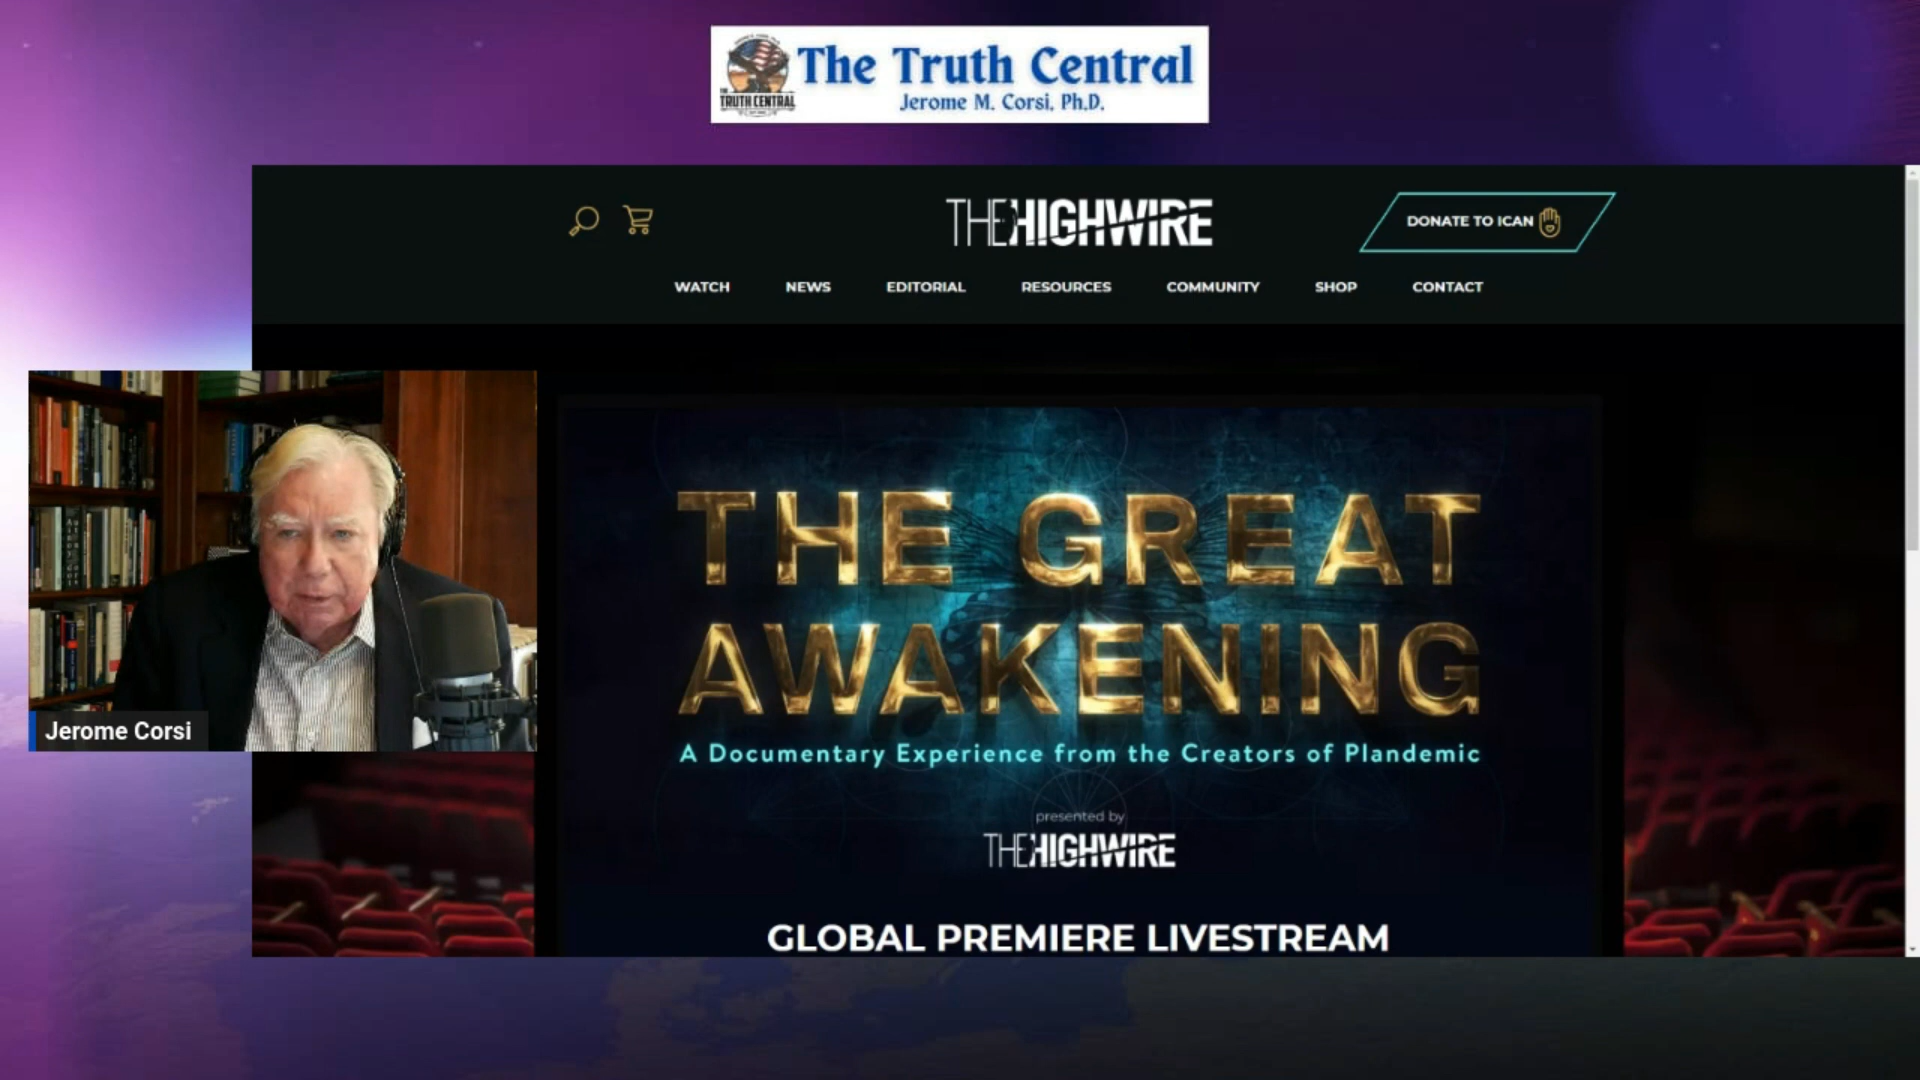 The Truth Central
TRUTH CENTRAL
Jerome M. Corsi, Ph.D.
THEHIGHWIRE
DONATE TO ICAN
WATCH NEWS EDITORIAL RESOURCES COMMUNITY SHOP CONTACT
THE GREAT
AWAKENING
A Documentary Experience from the Creators of Plandemic
presented by
THEHIGHWIRE
GLOBAL PREMIERE LIVESTREAM
Jerome Corsi